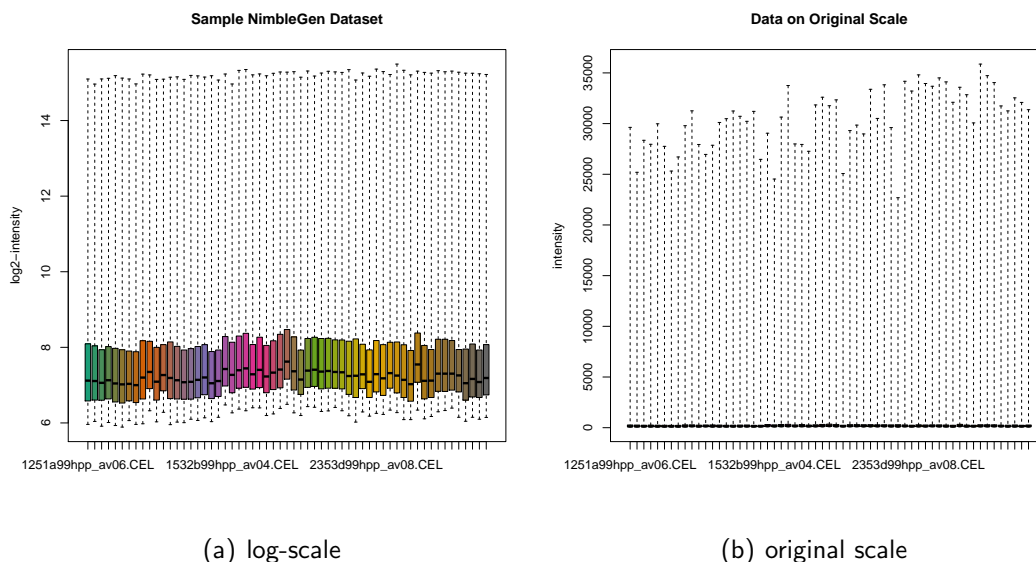 Sample NimbleGen Dataset
log2−intensity
14
12
10
8
7
6
1251a99hpp_av06.CEL 1532b99hpp_av04.CEL 2353d99hpp_av08.CEL
(a) log-scale
Data on Original Scale
intensity
35000
30000
25000
20000
15000
10000
5000
0
1251a99hpp_av06.CEL 1532b99hpp_av04.CEL 2353d99hpp_av08.CEL
(b) original scale